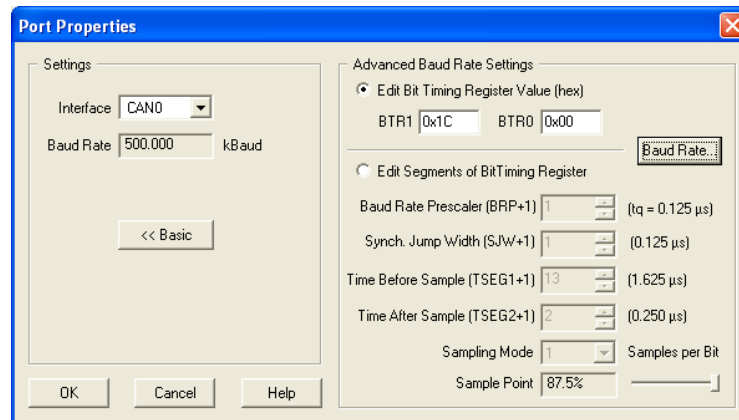 Port Properties
Settings
Interface CAN0
Baud Rate 500.000 kBaud
<< Basic
OK Cancel Help
Advanced Baud Rate Settings
Edit Bit Timing Register Value (hex)
BTR1 0x1C BTR0 0x00
Baud Rate...
Edit Segments of BitTiming Register
Baud Rate Prescaler (BRP+1) 1 (tq = 0.125 µs)
Synch. Jump Width (SJW+1) 1 (0.125 µs)
Time Before Sample (TSEG1+1) 13 (1.625 µs)
Time After Sample (TSEG2+1) 2 (0.250 µs)
Sampling Mode 1 Samples per Bit
Sample Point 87.5%